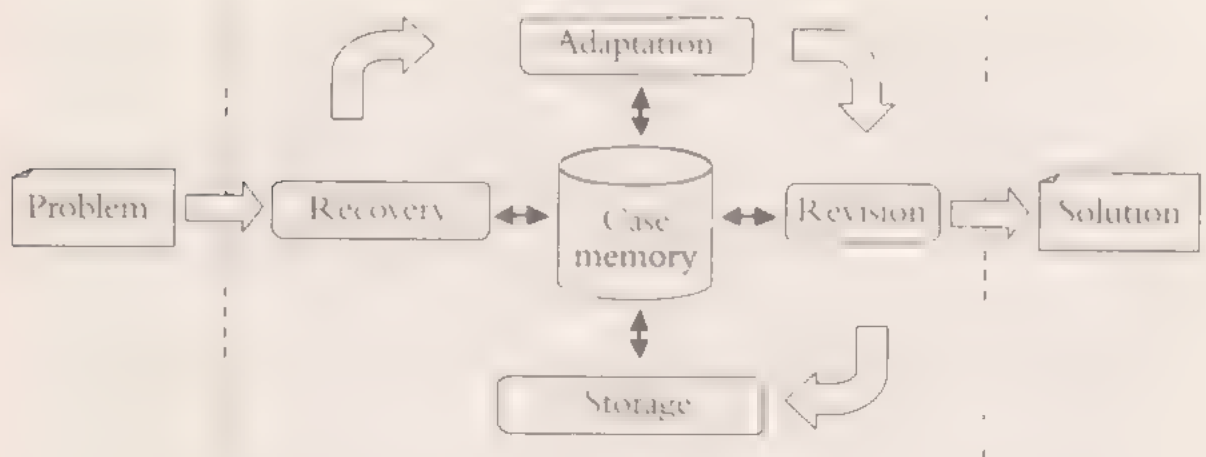 Adaptation
Problem
Recovery
Case
memory
Revision
Solution
Storage